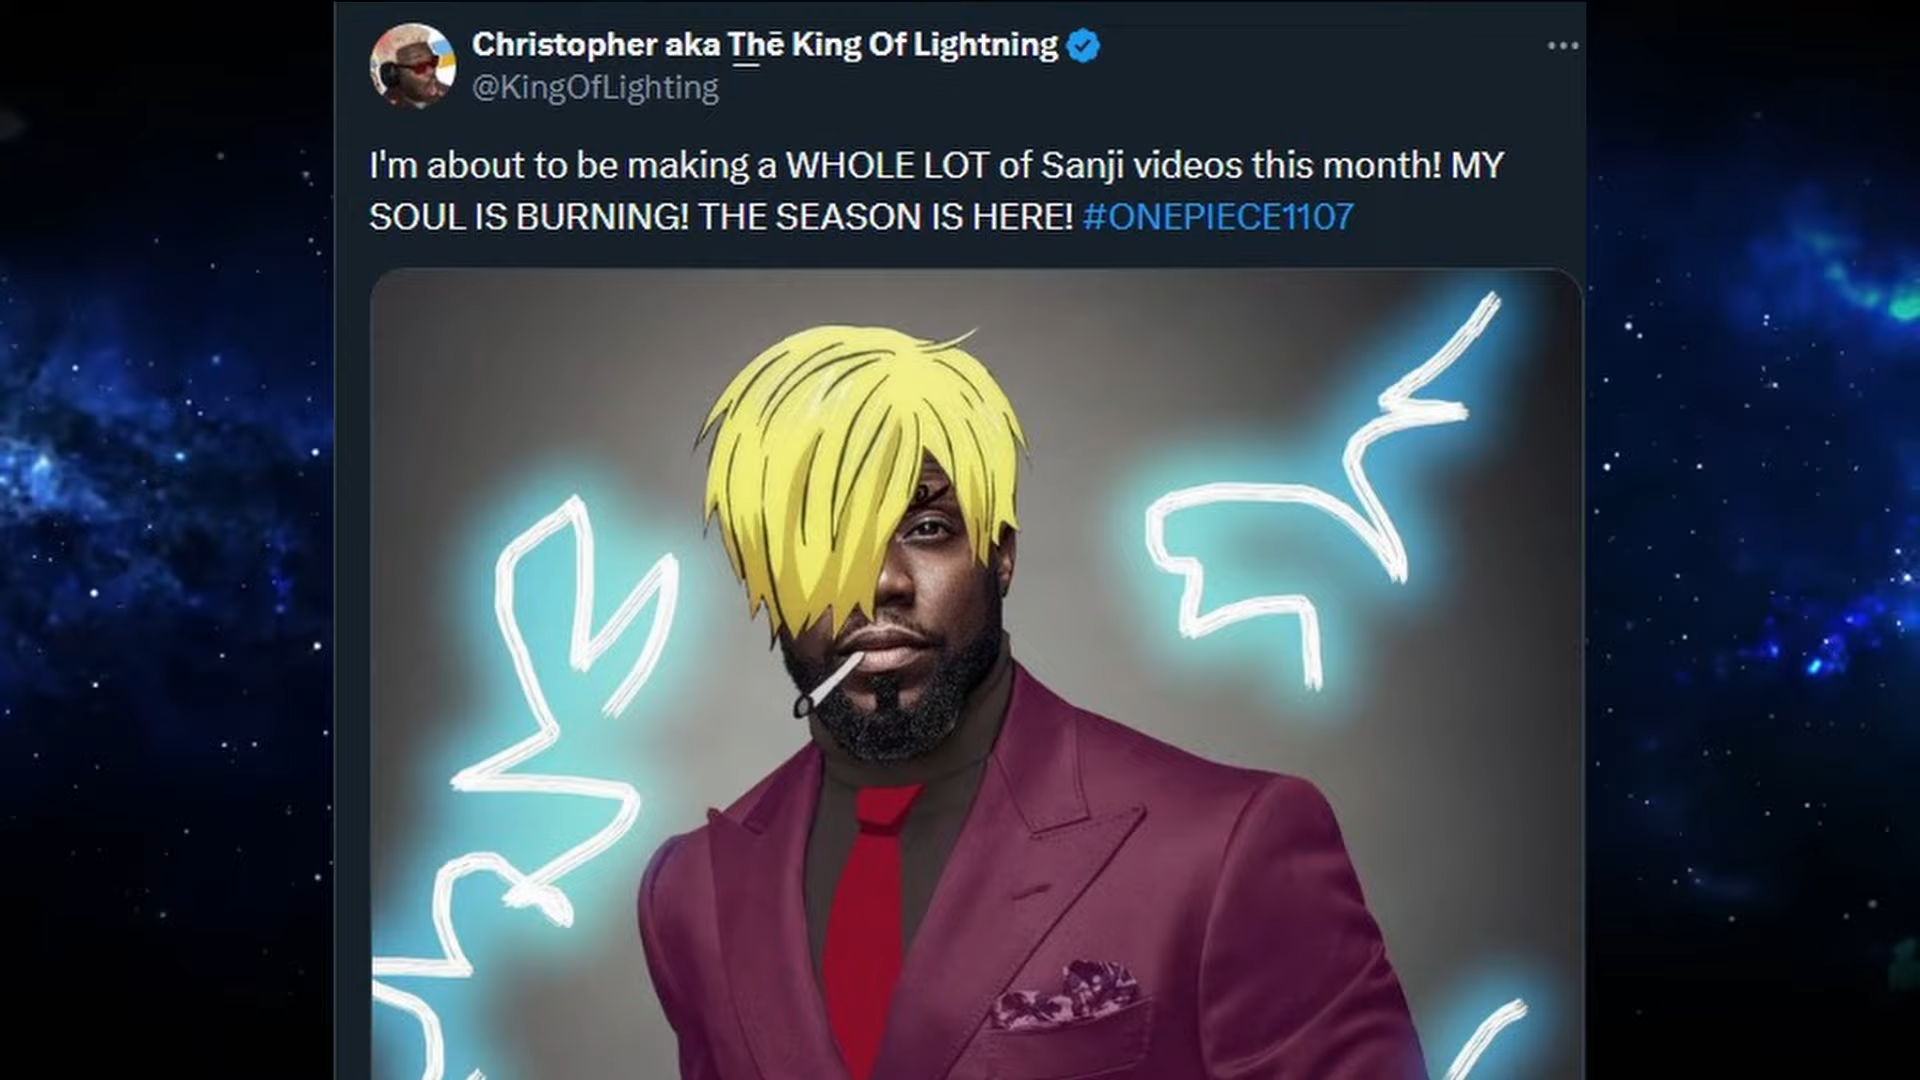 Christopher aka T̲hē King Of Lightning
@KingOfLighting
I'm about to be making a WHOLE LOT of Sanji videos this month! MY
SOUL IS BURNING! THE SEASON IS HERE! #ONEPIECE1107